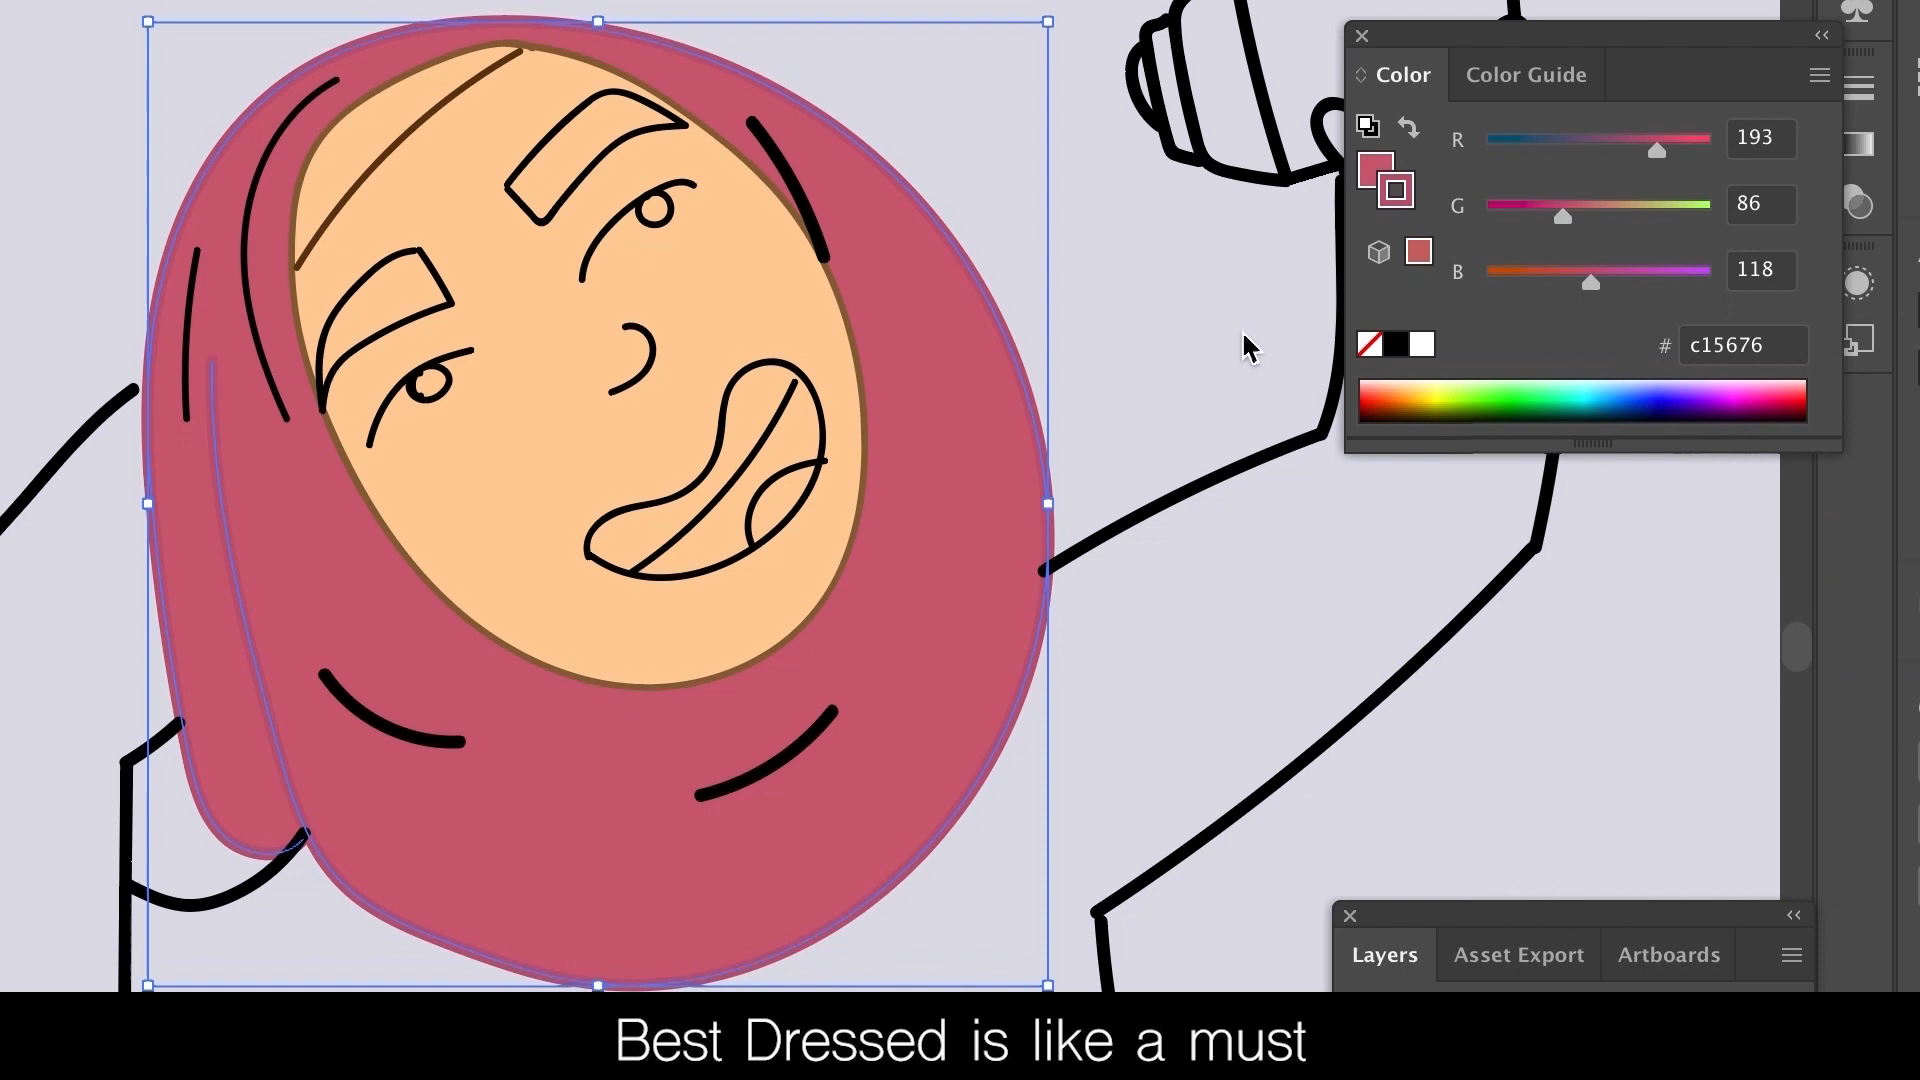 Color
Color Guide
R
193
G
86
B
118
# c15676
Layers
Asset Export
Artboards
Best Dressed is like a must